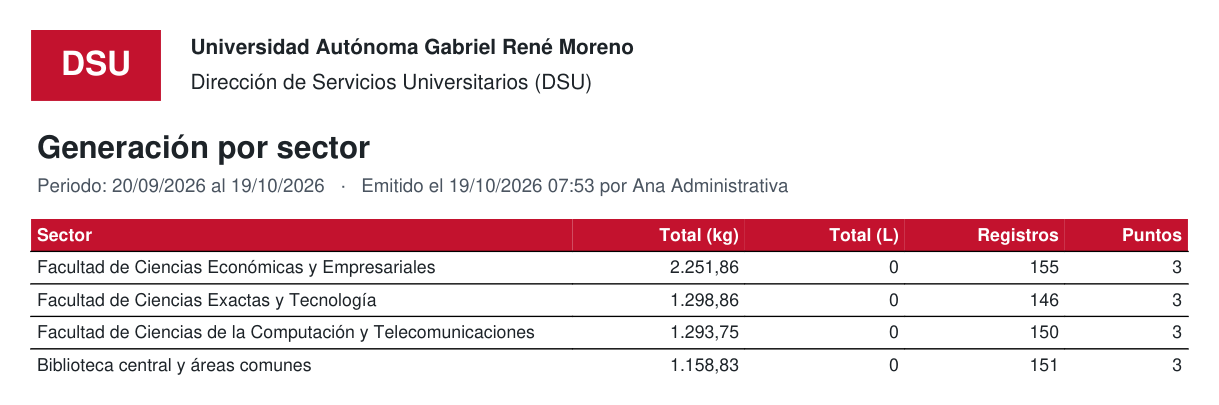 DSU
Universidad Autónoma Gabriel René Moreno
Dirección de Servicios Universitarios (DSU)
Generación por sector
Periodo: 20/09/2026 al 19/10/2026 · Emitido el 19/10/2026 07:53 por Ana Administrativa
Sector Total (kg) Total (L) Registros Puntos
Facultad de Ciencias Económicas y Empresariales 2.251,86 0 155 3
Facultad de Ciencias Exactas y Tecnología 1.298,86 0 146 3
Facultad de Ciencias de la Computación y Telecomunicaciones 1.293,75 0 150 3
Biblioteca central y áreas comunes 1.158,83 0 151 3